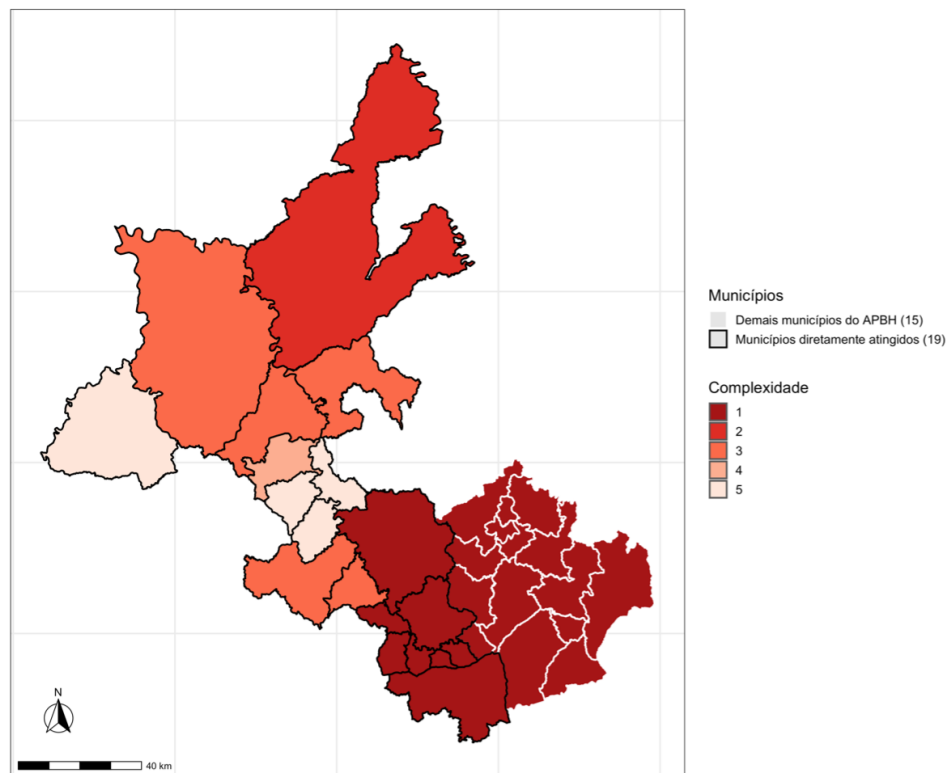 Municípios
Demais municípios do APBH (15)
Municípios diretamente atingidos (19)
Complexidade
1
2
3
4
5
N
40 km